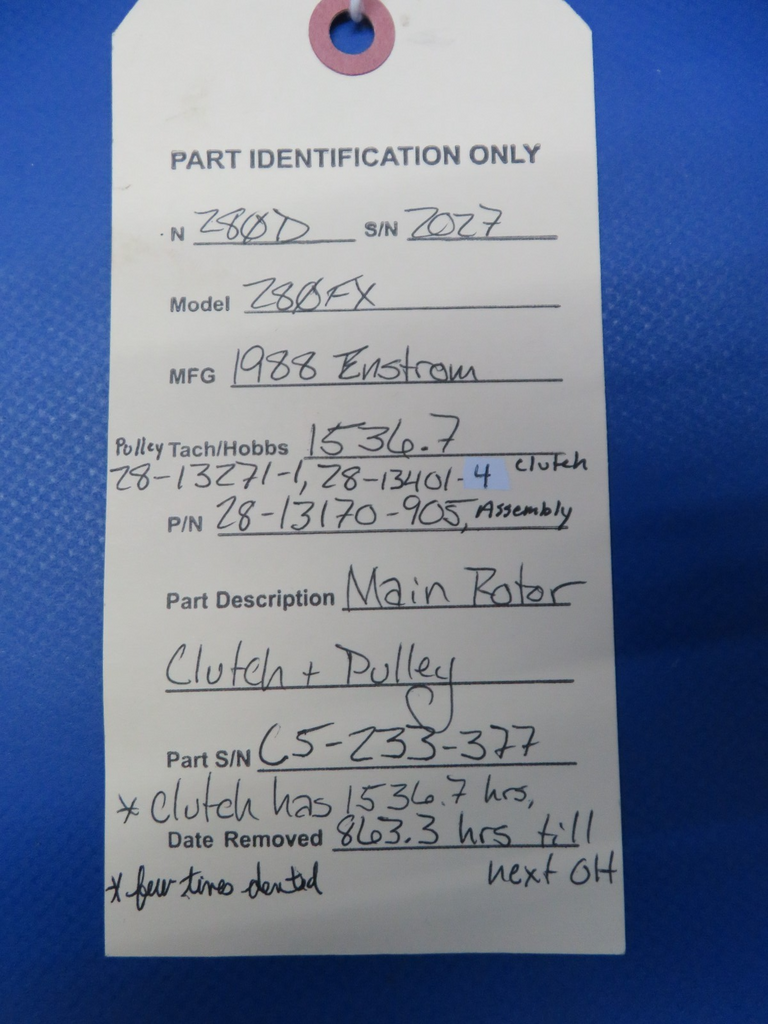 PART IDENTIFICATION ONLY
N 280D S/N 2027
Model 280FX
MFG 1988 Enstrom
Pulley Tach/Hobbs 1536.7
28-13271-1, 28-13401-4 Clutch
P/N 28-13170-905, Assembly
Part Description Main Rotor
Clutch + Pulley
Part S/N C5-233-377
* Clutch has 1536.7 hrs,
Date Removed 863.3 hrs till
next OH
* few tines dented